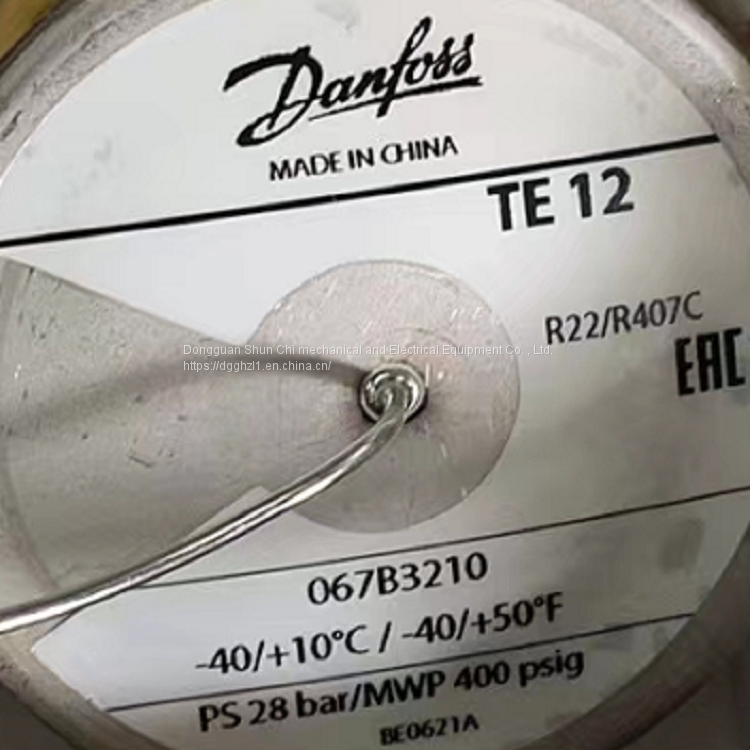 Danfoss
MADE IN CHINA
TE 12
R22/R407C
EAC
Dongguan Shun Chi mechanical and Electrical Equipment Co., Ltd.
https://dgghzl1.en.china.cn/
067B3210
-40/+10°C / -40/+50°F
PS 28 bar/MWP 400 psig
BE0621A